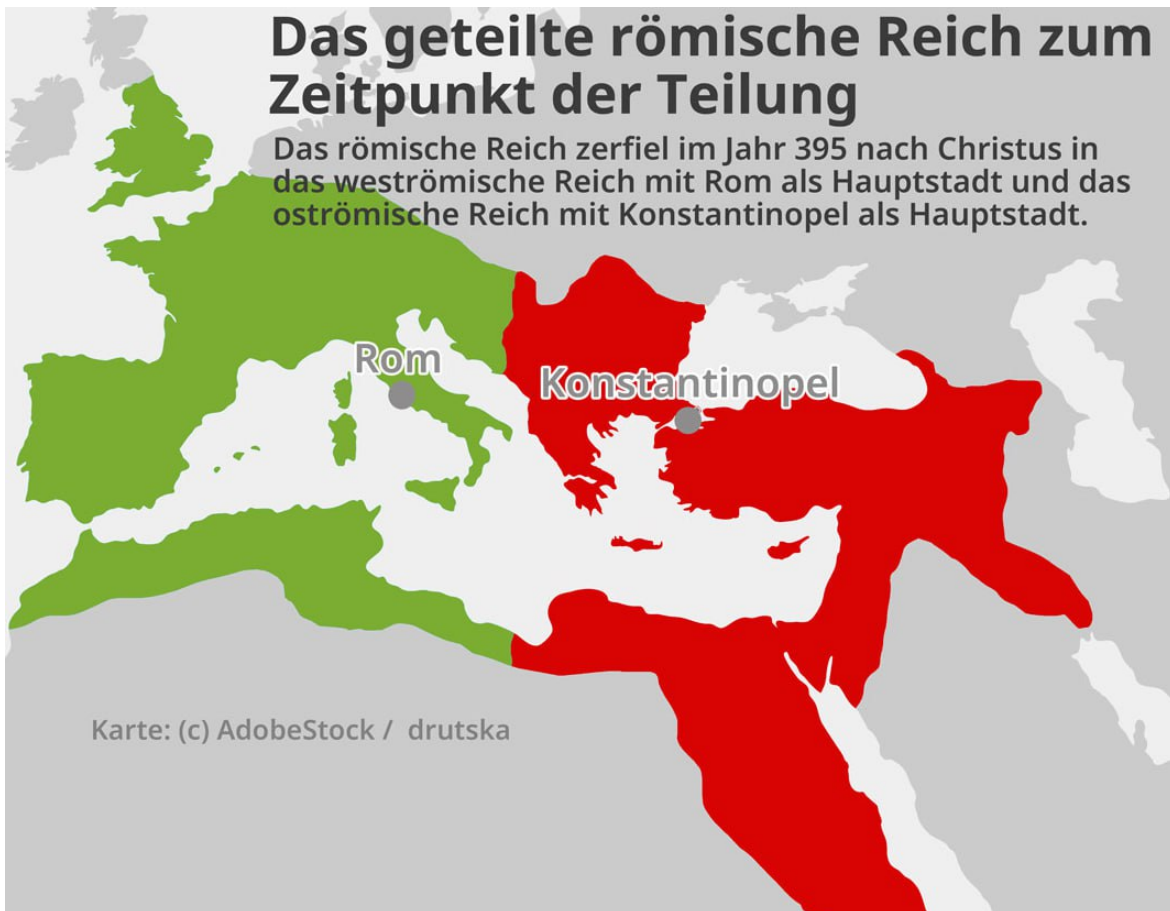 Das geteilte römische Reich zum
Zeitpunkt der Teilung
Das römische Reich zerfiel im Jahr 395 nach Christus in
das weströmische Reich mit Rom als Hauptstadt und das
oströmische Reich mit Konstantinopel als Hauptstadt.
Rom
Konstantinopel
Karte: (c) AdobeStock / drutska